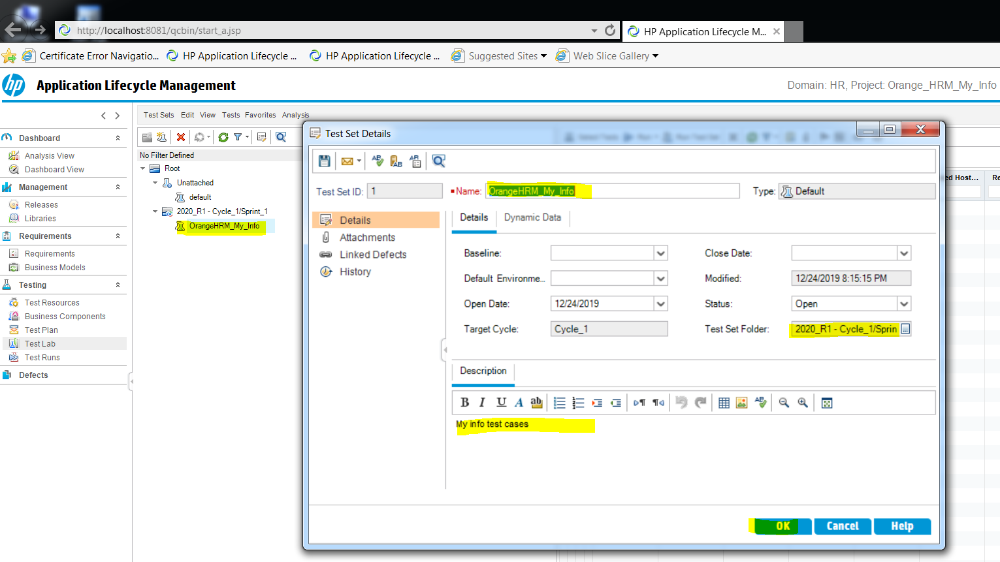 http://localhost:8081/qcbin/start_a.jsp
HP Application Lifecycle M...
Certificate Error Navigatio...
HP Application Lifecycle ...
HP Application Lifecycle ...
Suggested Sites
Web Slice Gallery
hp
Application Lifecycle Management
Domain: HR, Project: Orange_HRM_My_Info
Dashboard
Analysis View
Dashboard View
Management
Releases
Libraries
Requirements
Requirements
Business Models
Testing
Test Resources
Business Components
Test Plan
Test Lab
Test Runs
Defects
Test Sets Edit View Tests Favorites Analysis
No Filter Defined
Root
Unattached
default
2020_R1 - Cycle_1/Sprint_1
OrangeHRM_My_Info
Test Set Details
Test Set ID: 1
Name: OrangeHRM_My_Info
Type: Default
Details
Attachments
Linked Defects
History
Details
Dynamic Data
Baseline:
Close Date:
Default Environme...
Modified: 12/24/2019 8:15:15 PM
Open Date: 12/24/2019
Status: Open
Target Cycle: Cycle_1
Test Set Folder: 2020_R1 - Cycle_1/Sprin
Description
My info test cases
OK Cancel Help
ed Host...
Re